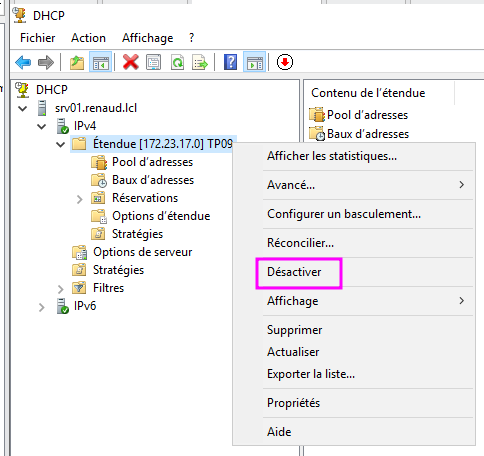 DHCP
Fichier Action Affichage ?
DHCP
srv01.renaud.lcl
IPv4
Étendue [172.23.17.0] TP09
Pool d'adresses
Baux d'adresses
Réservations
Options d'étendue
Stratégies
Options de serveur
Stratégies
Filtres
IPv6
Contenu de l'étendue
Pool d'adresses
Baux d'adresses
Afficher les statistiques...
Avancé...
Configurer un basculement...
Réconcilier...
Désactiver
Affichage
Supprimer
Actualiser
Exporter la liste...
Propriétés
Aide